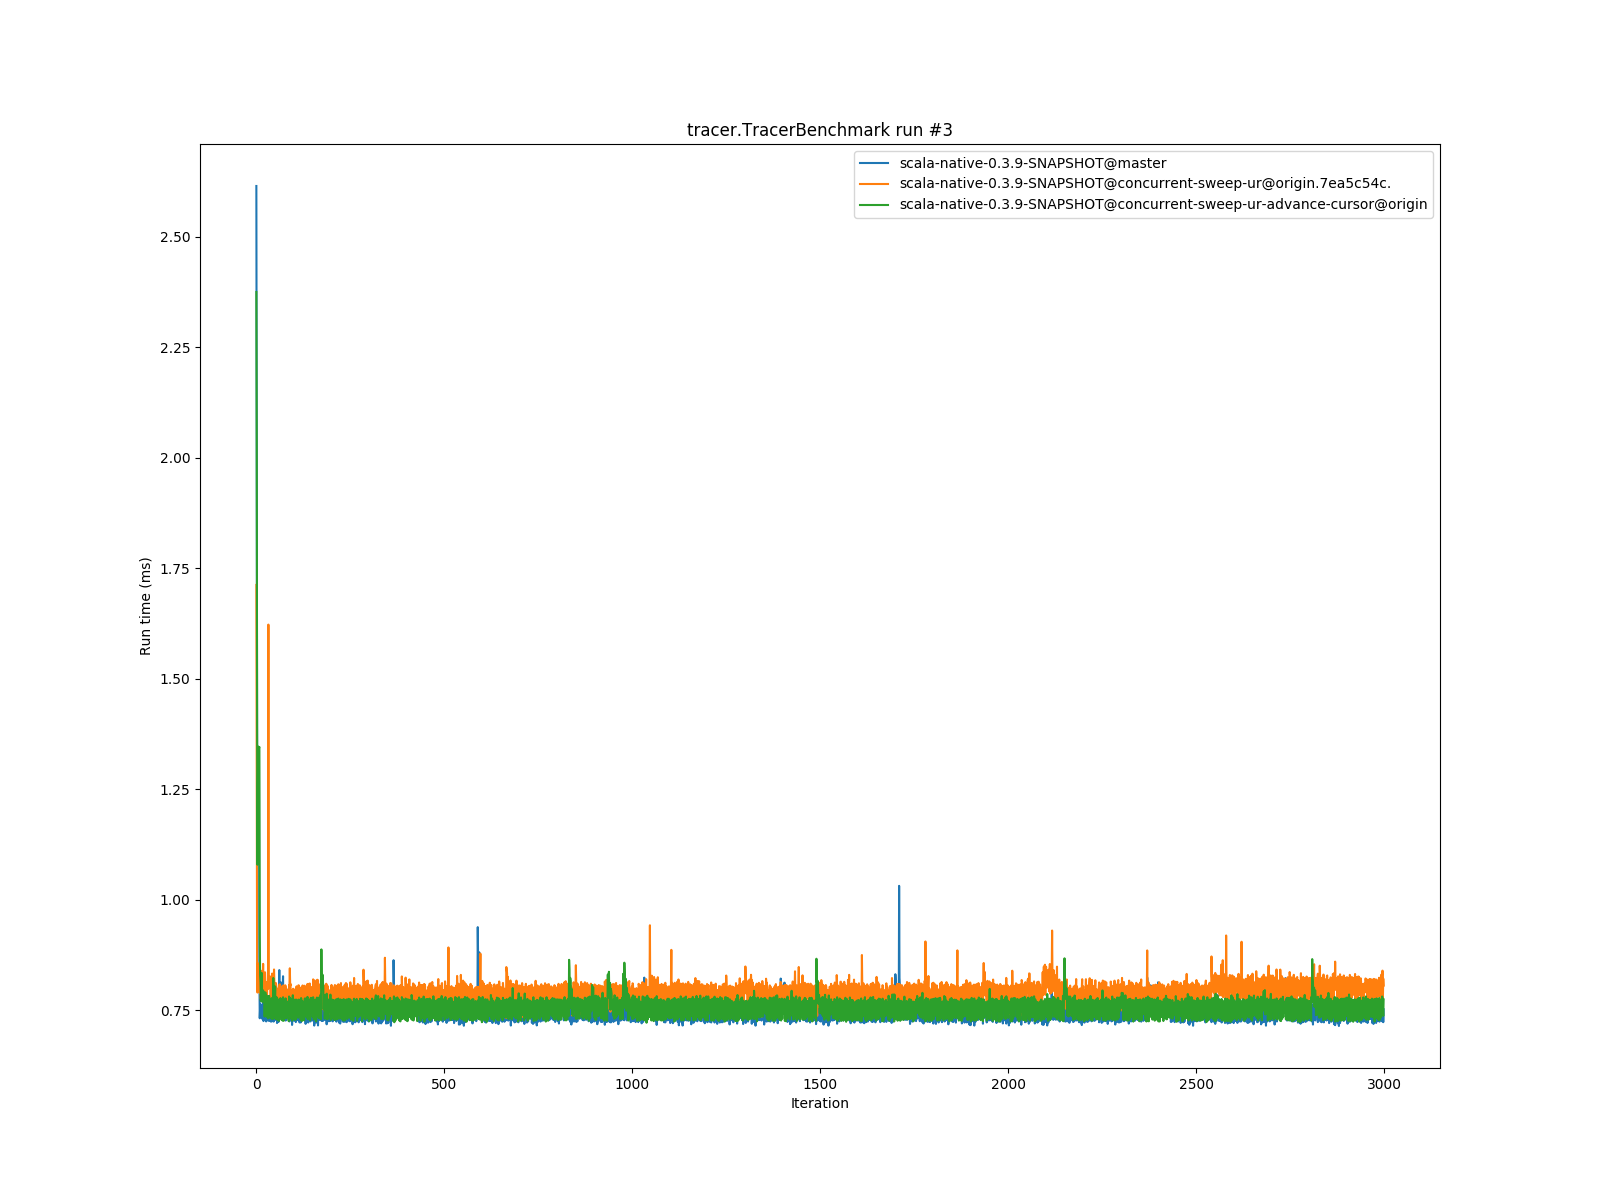 tracer.TracerBenchmark run #3
scala-native-0.3.9-SNAPSHOT@master
scala-native-0.3.9-SNAPSHOT@concurrent-sweep-ur@origin.7ea5c54c.
scala-native-0.3.9-SNAPSHOT@concurrent-sweep-ur-advance-cursor@origin
2.50
2.25
2.00
1.75
1.50
1.25
1.00
0.75
Run time (ms)
0 500 1000 1500 2000 2500 3000
Iteration